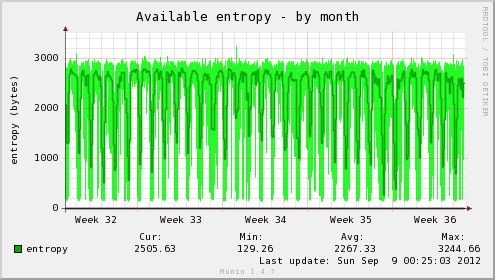 Available entropy - by month
RRDTOOL / TOBI OETIKER
entropy (bytes)
3000
2000
1000
0
Week 32 Week 33 Week 34 Week 35 Week 36
Cur: Min: Avg: Max:
entropy 2505.63 129.26 2267.33 3244.66
Last update: Sun Sep 9 00:25:03 2012
Munin 1.4.7